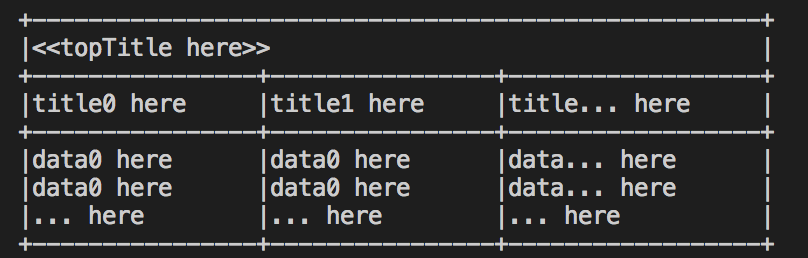 +----------------------------------------------------+
|<<topTitle here>>                                   |
+----------------+----------------+------------------+
|title0 here     |title1 here     |title... here     |
+----------------+----------------+------------------+
|data0 here      |data0 here      |data... here      |
|data0 here      |data0 here      |data... here      |
|... here        |... here        |... here          |
+----------------+----------------+------------------+